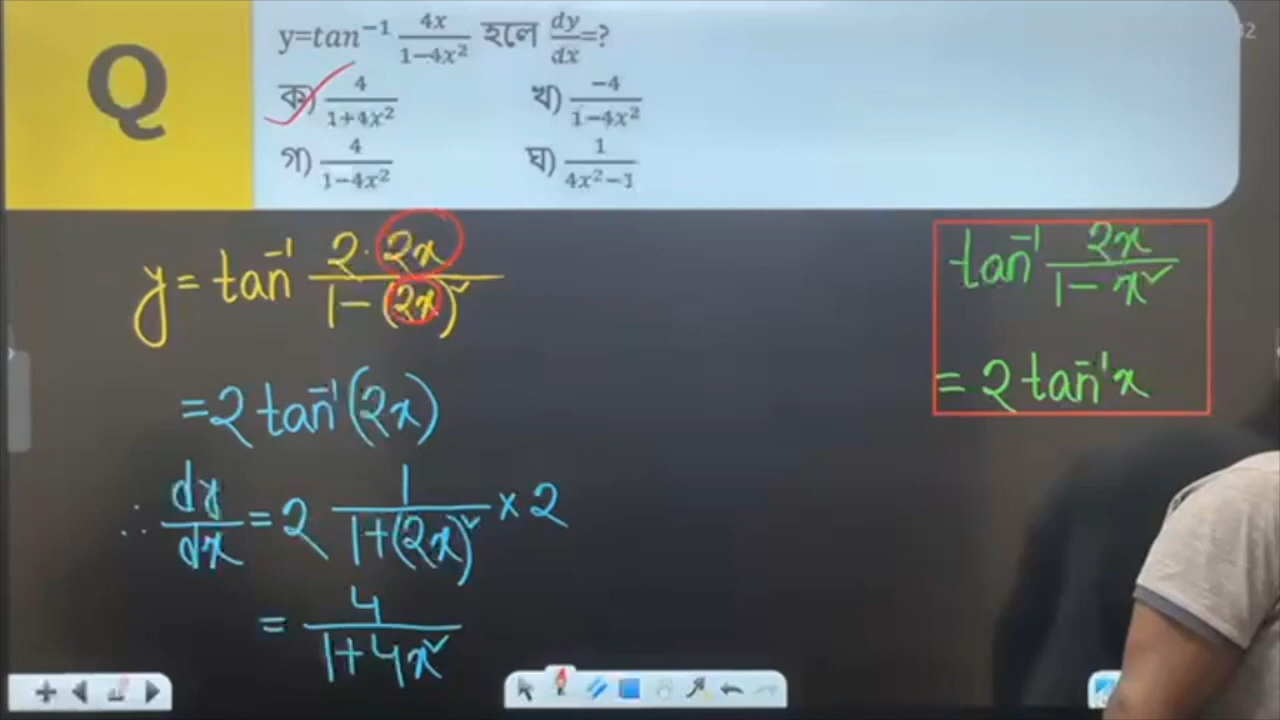 Q
y=tan⁻¹ 4x/(1−4x²) হলে dy/dx=?
ক) 4/(1+4x²) খ) −4/(1−4x²)
গ) 4/(1−4x²) ঘ) 1/(4x²−1)
y = tan⁻¹ (2·2x)/(1−(2x)²)
= 2 tan⁻¹(2x)
∴ dy/dx = 2 1/(1+(2x)²) × 2
= 4/(1+4x²)
tan⁻¹ 2x/(1−x²)
= 2 tan⁻¹x